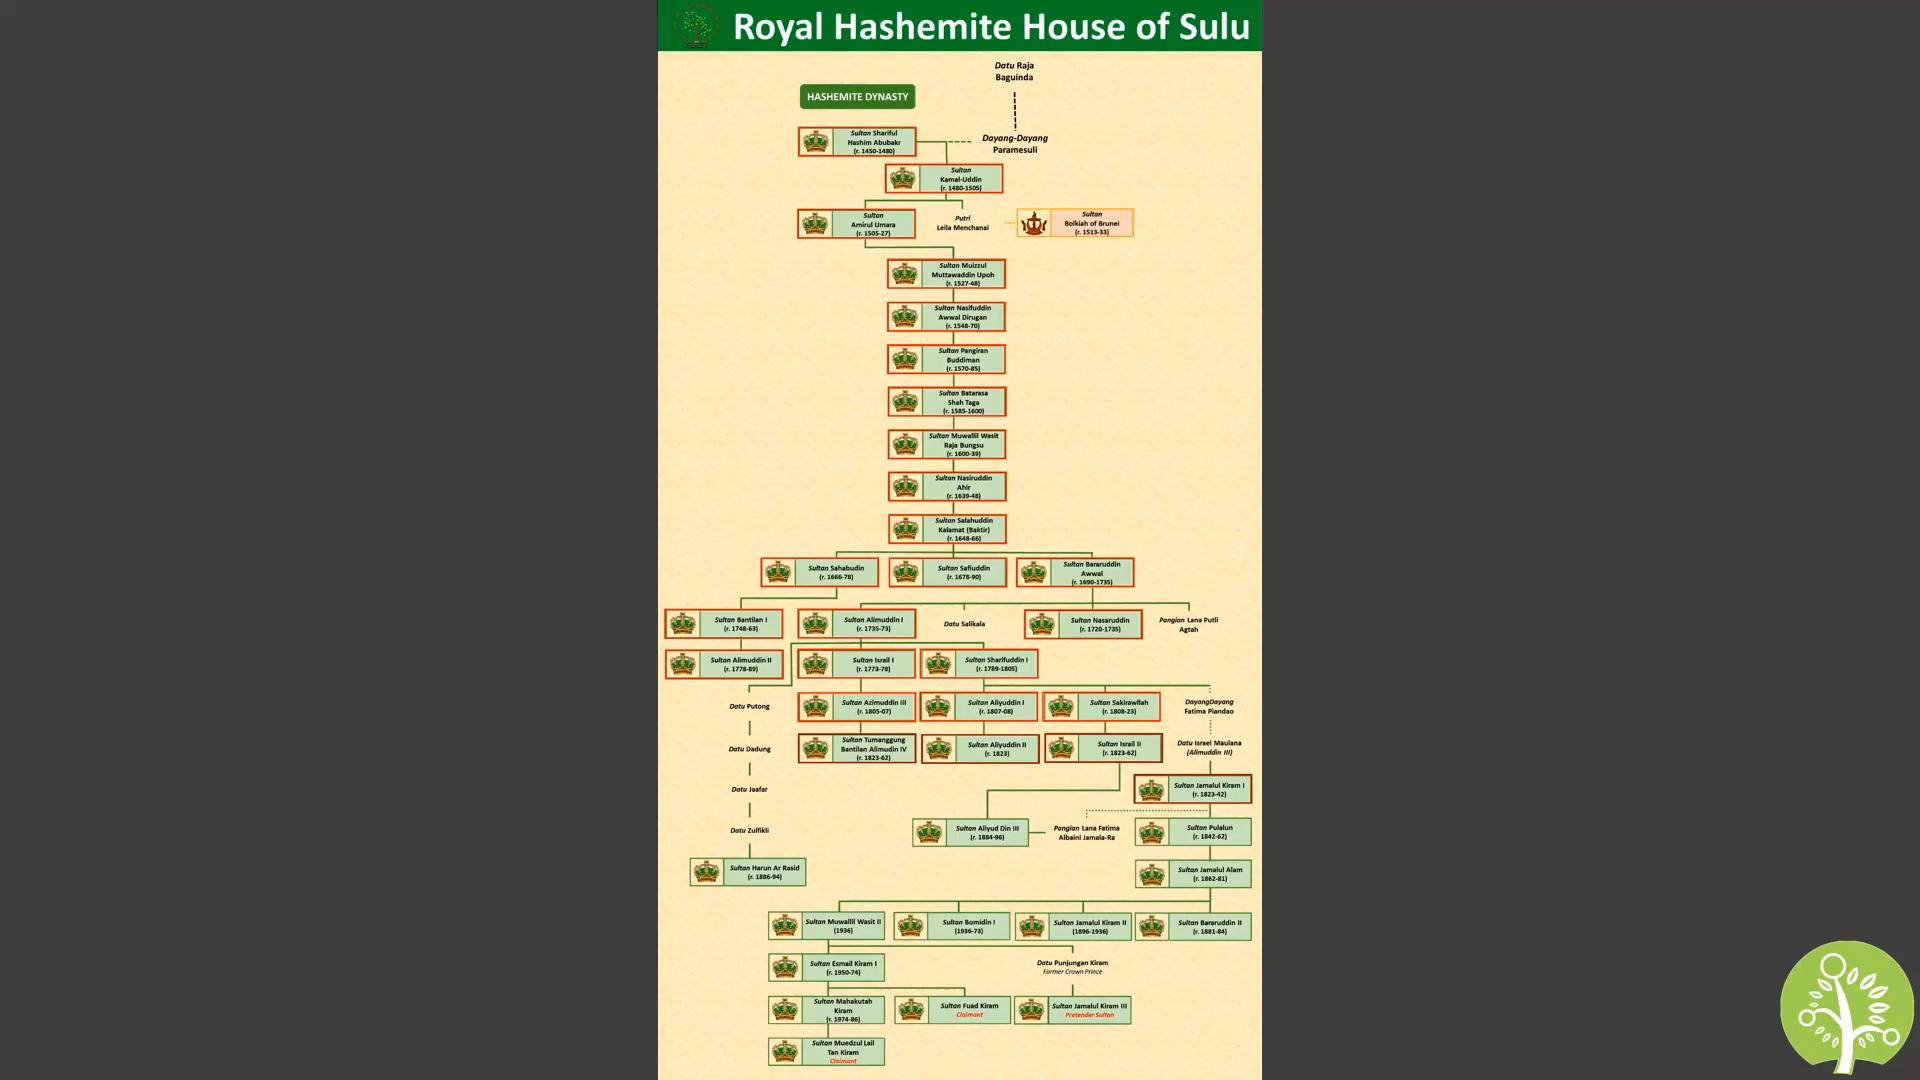 Royal Hashemite House of Sulu
Datu Raja
Baguinda
HASHEMITE DYNASTY
Sultan Shariful
Hashim Abubakr
(r. 1450-1480)
Dayang-Dayang
Paramesuli
Sultan
Kamal-Uddin
(r. 1480-1505)
Sultan
Amirul Umara
(r. 1505-27)
Putri
Leila Menchanai
Sultan
Bolkiah of Brunei
(r. 1513-33)
Sultan Muizzul
Muttawaddin Upoh
(r. 1527-48)
Sultan Nasifuddin
Awwal Dirugan
(r. 1548-70)
Sultan Pangiran
Buddiman
(r. 1570-85)
Sultan Batarasa
Shah Taga
(r. 1585-1600)
Sultan Muwallil Wasit
Raja Bungsu
(r. 1600-39)
Sultan Nasiruddin
Ahir
(r. 1639-48)
Sultan Salahuddin
Kalamat (Baktir)
(r. 1648-66)
Sultan Sahabudin
(r. 1666-78)
Sultan Safiuddin
(r. 1678-90)
Sultan Bararuddin
Awwal
(r. 1690-1735)
Sultan Bantilan I
(r. 1748-63)
Sultan Alimuddin I
(r. 1735-73)
Datu Salikala
Sultan Nasaruddin
(r. 1720-1735)
Pangian Lana Putli
Agtah
Sultan Alimuddin II
(r. 1778-89)
Sultan Israil I
(r. 1773-78)
Sultan Sharifuddin I
(r. 1789-1805)
Datu Putong
Sultan Azimuddin III
(r. 1805-07)
Sultan Aliyuddin I
(r. 1807-08)
Sultan Sakirawllah
(r. 1808-23)
DayangDayang
Fatima Piandao
Datu Dadung
Sultan Tumanggung
Bantilan Alimudin IV
(r. 1823-62)
Sultan Aliyuddin II
(r. 1823)
Sultan Israil II
(r. 1823-62)
Datu Israel Maulana
(Alimuddin III)
Datu Jaafar
Sultan Jamalul Kiram I
(r. 1823-42)
Datu Zulfikli
Sultan Aliyud Din III
(r. 1884-96)
Pangian Lana Fatima
Albaini Jamala-Ra
Sultan Pulalun
(r. 1842-62)
Sultan Harun Ar Rasid
(r. 1886-94)
Sultan Jamalul Alam
(r. 1862-81)
Sultan Muwallil Wasit II
(1936)
Sultan Bomidin I
(1936-73)
Sultan Jamalul Kiram II
(1896-1936)
Sultan Bararuddin II
(r. 1881-84)
Sultan Esmail Kiram I
(r. 1950-74)
Datu Punjungan Kiram
Former Crown Prince
Sultan Mahakutah
Kiram
(r. 1974-86)
Sultan Fuad Kiram
Claimant
Sultan Jamalul Kiram III
Pretender Sultan
Sultan Muedzul Lail
Tan Kiram
Claimant